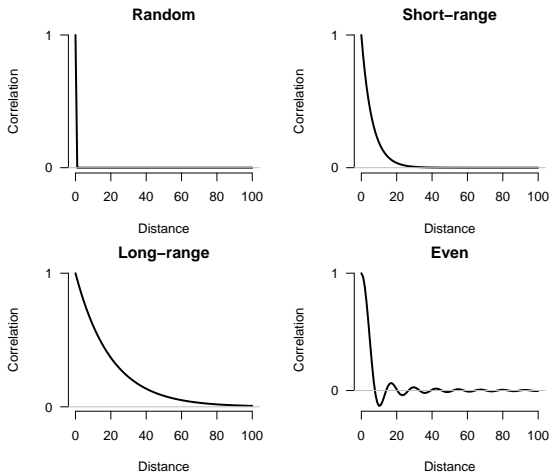 Random
1
0
Correlation
0 20 40 60 80 100
Distance
Short−range
1
0
Correlation
0 20 40 60 80 100
Distance
Long−range
1
0
Correlation
0 20 40 60 80 100
Distance
Even
1
0
Correlation
0 20 40 60 80 100
Distance